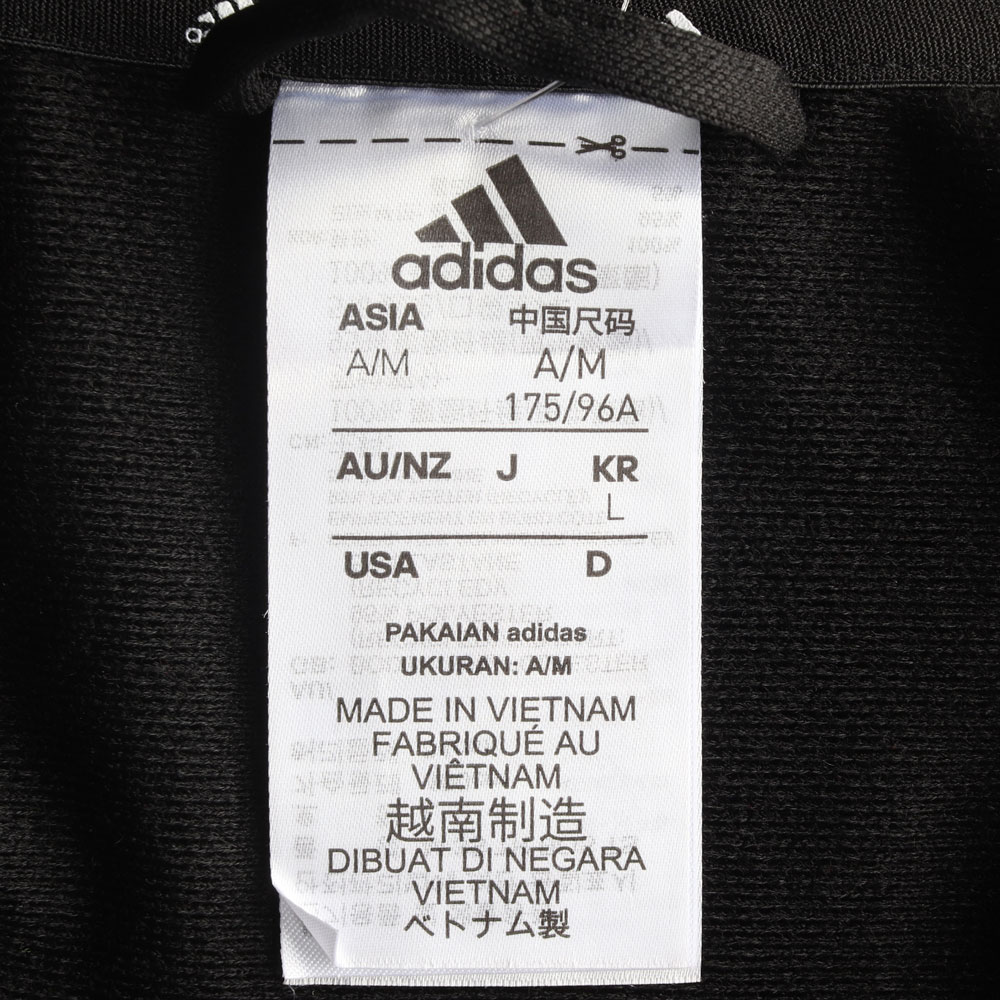 adidas
ASIA 中国尺码
A/M A/M
175/96A
AU/NZ J KR
L
USA D
PAKAIAN adidas
UKURAN: A/M
MADE IN VIETNAM
FABRIQUÉ AU
VIÊTNAM
越南制造
DIBUAT DI NEGARA
VIETNAM
ベトナム製